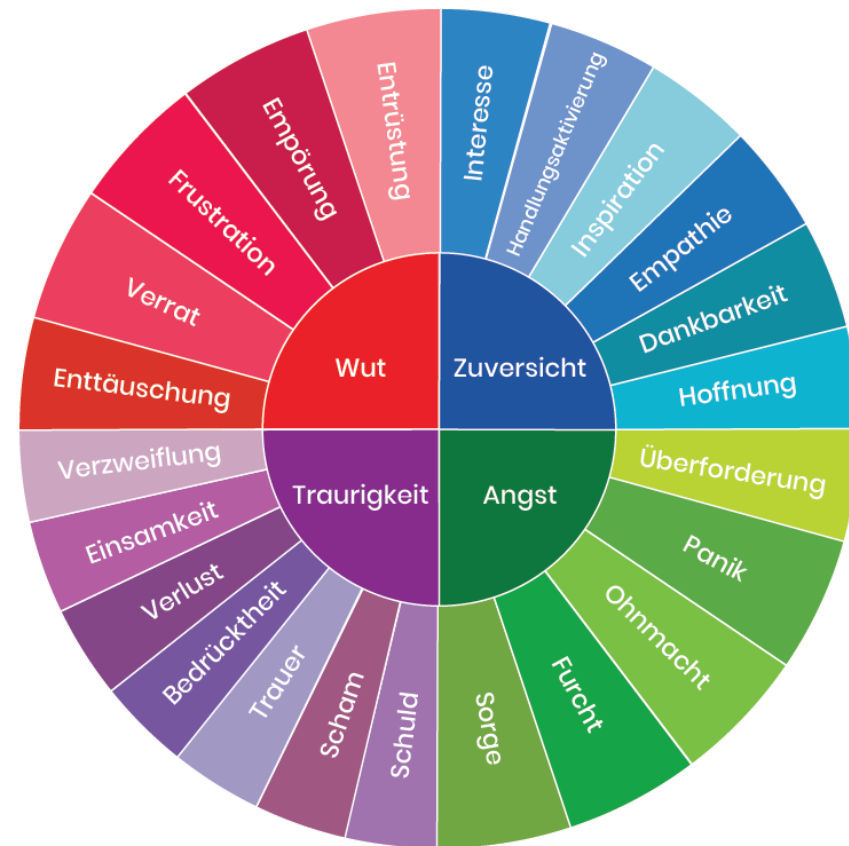 Interesse
Handlungsaktivierung
Inspiration
Empathie
Dankbarkeit
Hoffnung
Überforderung
Panik
Ohnmacht
Furcht
Sorge
Schuld
Scham
Trauer
Bedrücktheit
Verlust
Einsamkeit
Verzweiflung
Enttäuschung
Verrat
Frustration
Empörung
Entrüstung
Wut
Zuversicht
Traurigkeit
Angst